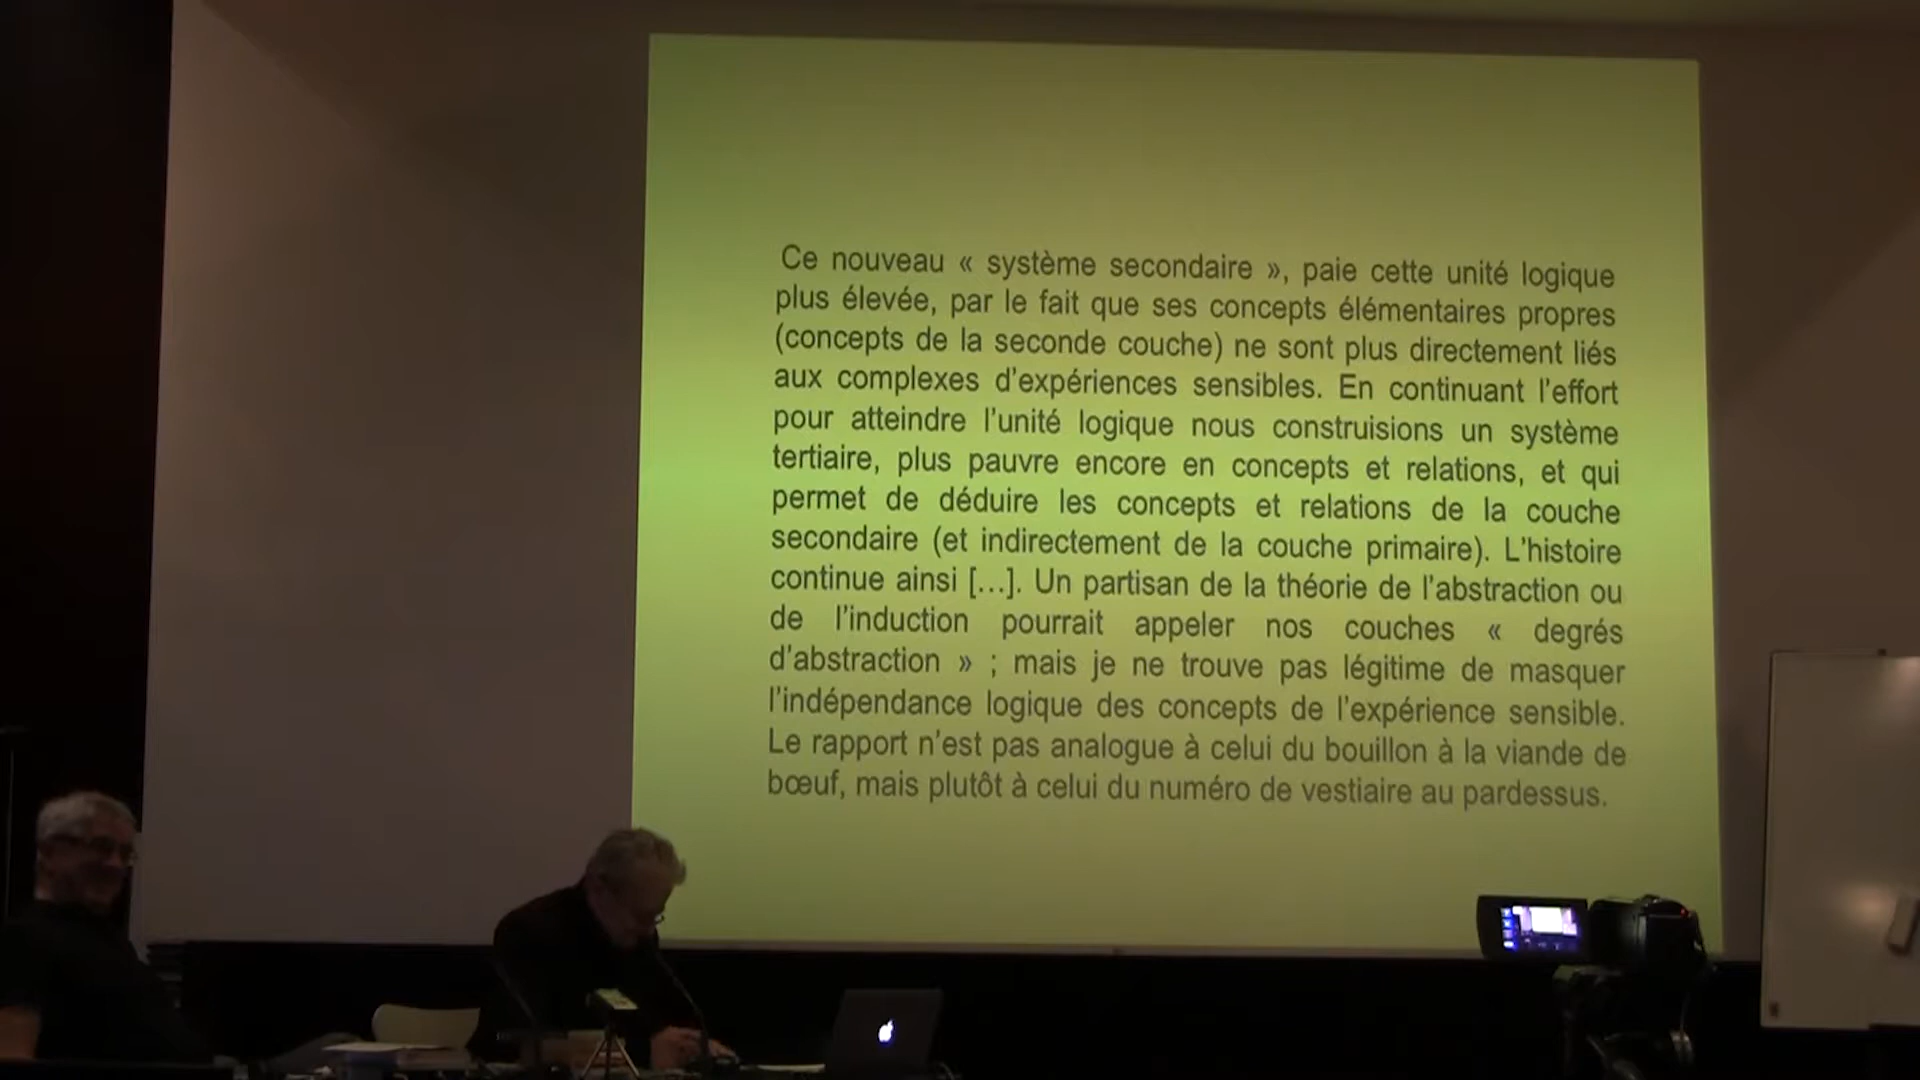 Ce nouveau « système secondaire », paie cette unité logique
plus élevée, par le fait que ses concepts élémentaires propres
(concepts de la seconde couche) ne sont plus directement liés
aux complexes d'expériences sensibles. En continuant l'effort
pour atteindre l'unité logique nous construisions un système
tertiaire, plus pauvre encore en concepts et relations, et qui
permet de déduire les concepts et relations de la couche
secondaire (et indirectement de la couche primaire). L'histoire
continue ainsi […]. Un partisan de la théorie de l'abstraction ou
de l'induction pourrait appeler nos couches « degrés
d'abstraction » ; mais je ne trouve pas légitime de masquer
l'indépendance logique des concepts de l'expérience sensible.
Le rapport n'est pas analogue à celui du bouillon à la viande de
bœuf, mais plutôt à celui du numéro de vestiaire au pardessus.